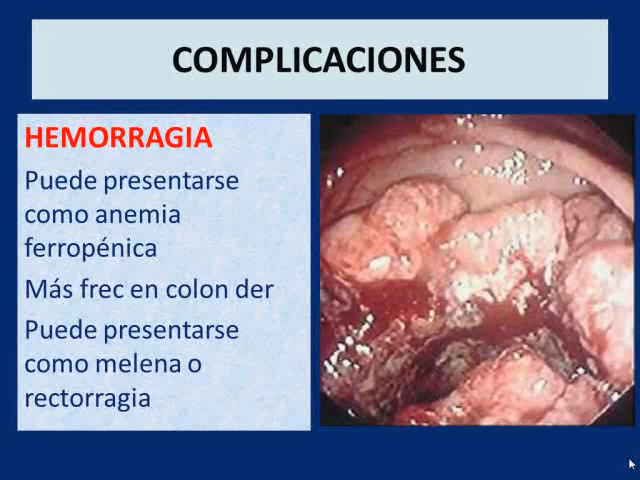 COMPLICACIONES
HEMORRAGIA
Puede presentarse
como anemia
ferropénica
Más frec en colon der
Puede presentarse
como melena o
rectorragia